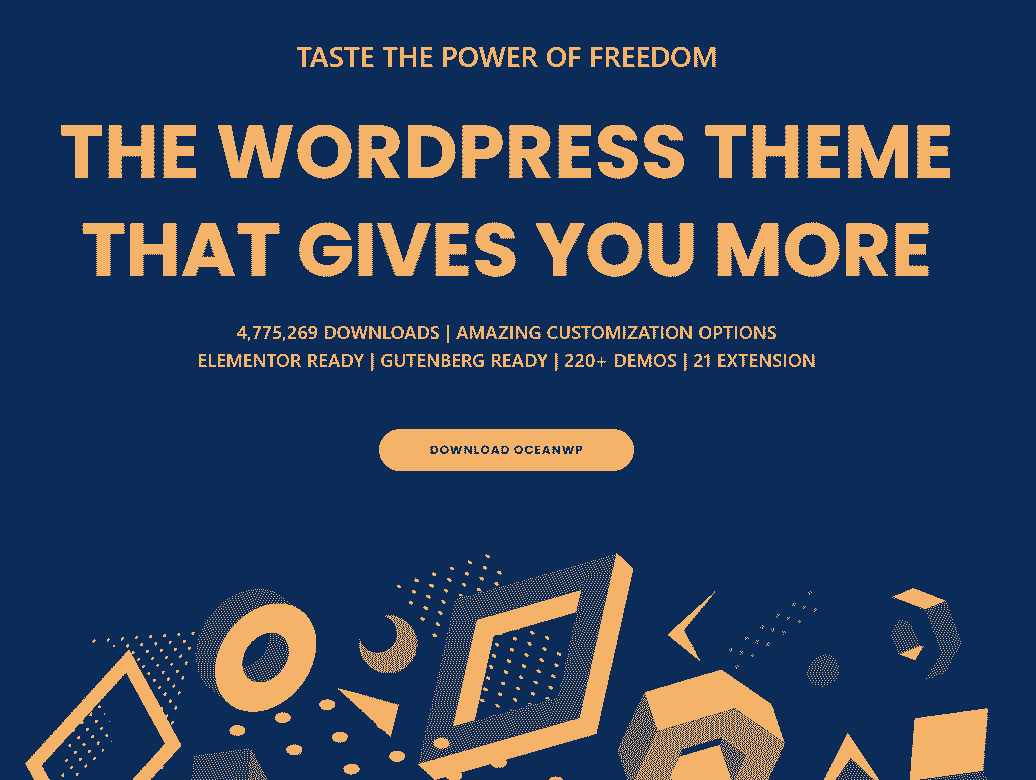 TASTE THE POWER OF FREEDOM
THE WORDPRESS THEME
THAT GIVES YOU MORE
4,775,269 DOWNLOADS | AMAZING CUSTOMIZATION OPTIONS
ELEMENTOR READY | GUTENBERG READY | 220+ DEMOS | 21 EXTENSION
DOWNLOAD OCEANWP